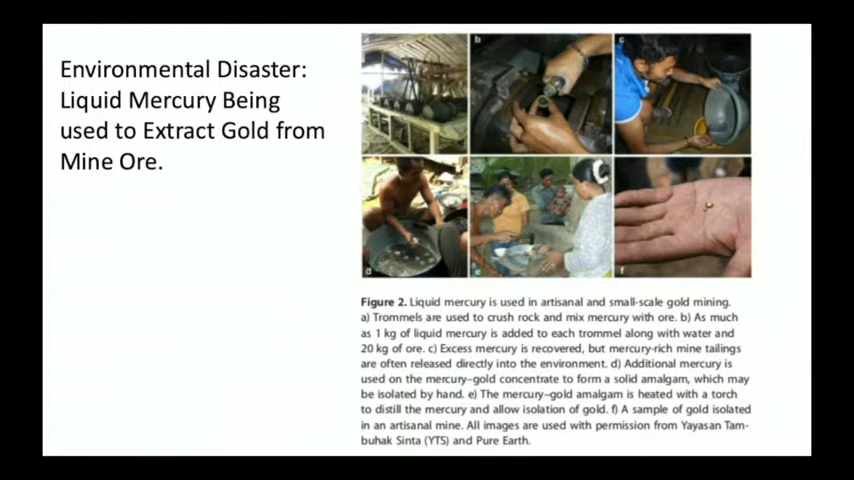 Environmental Disaster:
Liquid Mercury Being
used to Extract Gold from
Mine Ore.
b
c
d
e
f
Figure 2. Liquid mercury is used in artisanal and small-scale gold mining.
a) Trommels are used to crush rock and mix mercury with ore. b) As much
as 1 kg of liquid mercury is added to each trommel along with water and
20 kg of ore. c) Excess mercury is recovered, but mercury-rich mine tailings
are often released directly into the environment. d) Additional mercury is
used on the mercury–gold concentrate to form a solid amalgam, which may
be isolated by hand. e) The mercury–gold amalgam is heated with a torch
to distill the mercury and allow isolation of gold. f) A sample of gold isolated
in an artisanal mine. All images are used with permission from Yayasan Tam-
buhak Sinta (YTS) and Pure Earth.